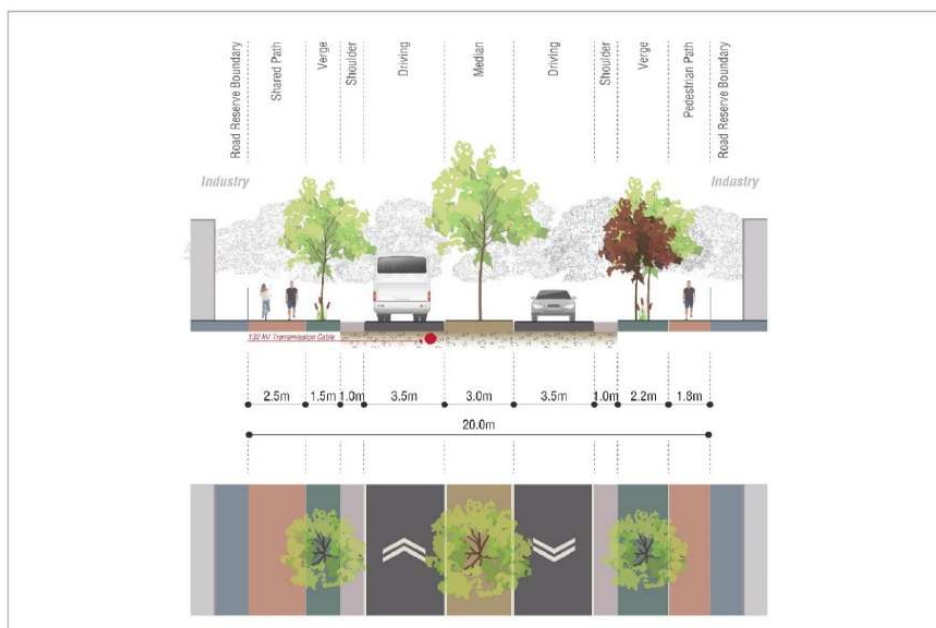 Road Reserve Boundary
Shared Path
Verge
Shoulder
Driving
Median
Driving
Shoulder
Verge
Pedestrian Path
Road Reserve Boundary
Industry
Industry
132 kV Transmission Cable
2.5m
1.5m
1.0m
3.5m
3.0m
3.5m
1.0m
2.2m
1.8m
20.0m